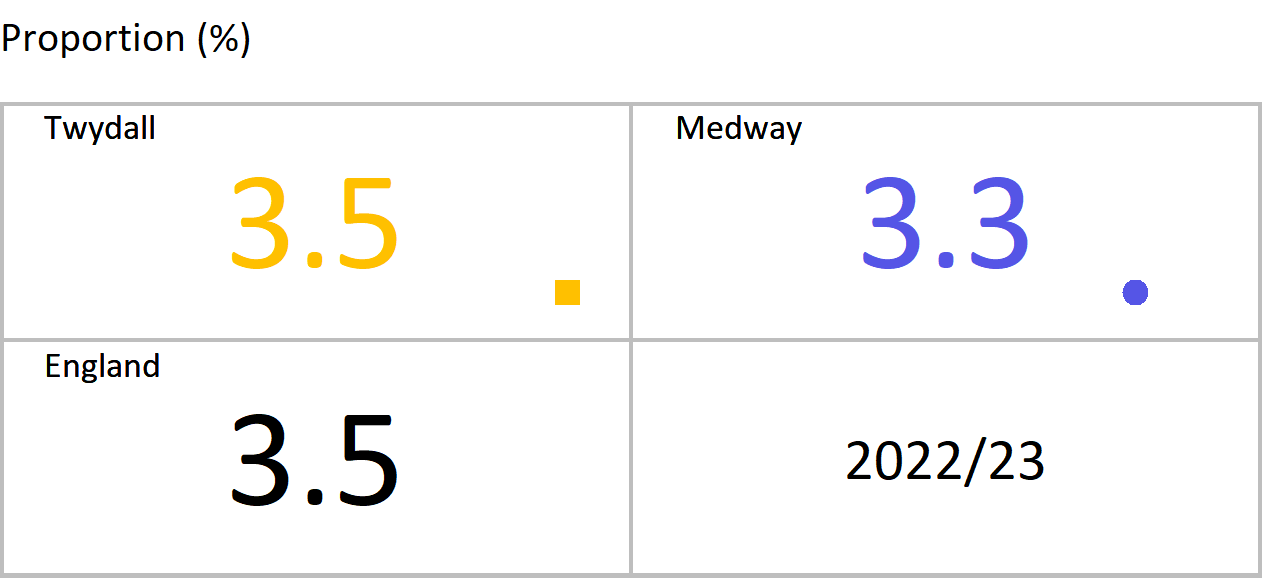 Proportion (%)
Twydall
3.5
Medway
3.3
England
3.5
2022/23